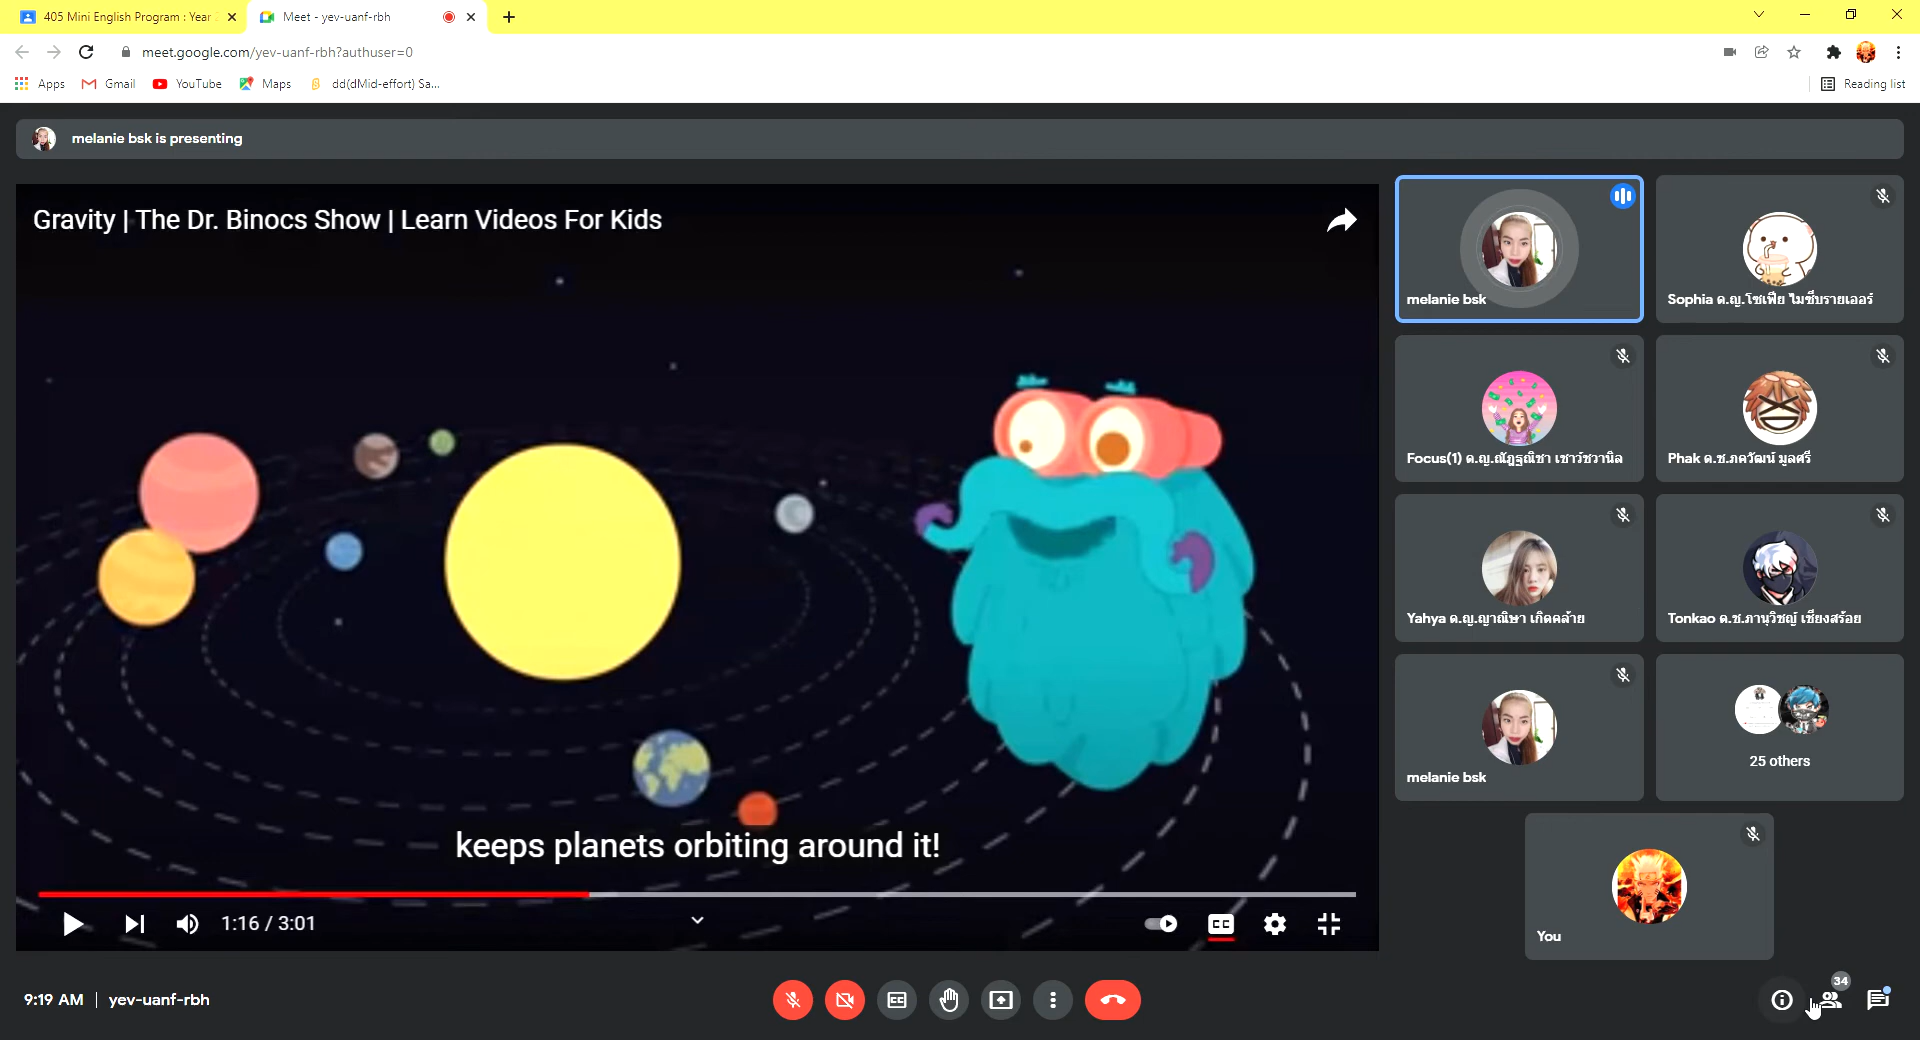 405 Mini English Program : Year
Meet - yev-uanf-rbh
meet.google.com/yev-uanf-rbh?authuser=0
Apps
Gmail
YouTube
Maps
dd(dMid-effort) Sa...
Reading list
melanie bsk is presenting
Gravity | The Dr. Binocs Show | Learn Videos For Kids
keeps planets orbiting around it!
1:16 / 3:01
CC
melanie bsk
Sophia ด.ญ.โซเฟีย ไมซึ่บรายเออร์
Focus(1) ด.ญ.ณัฏฐณิชา เชาวัชวานิล
Phak ด.ช.ภควัฒน์ มูลศรี
Yahya ด.ญ.ญาณิษา เกิดคล้าย
Tonkao ด.ช.ภานุวิชญ์ เชียงสร้อย
melanie bsk
25 others
You
9:19 AM | yev-uanf-rbh
34